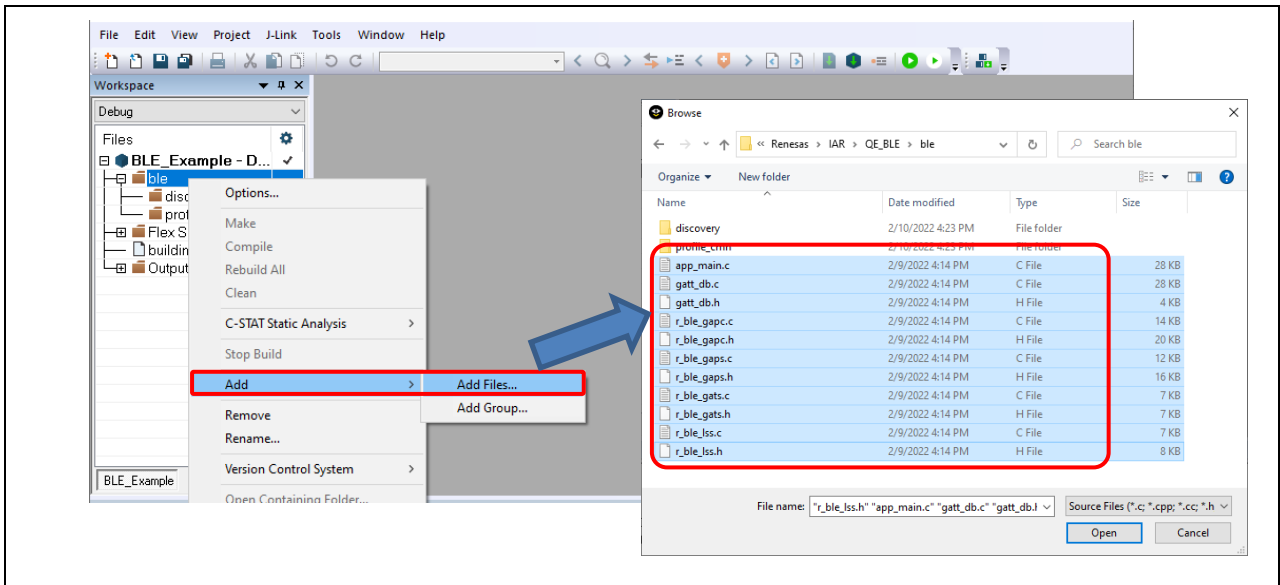 File Edit View Project J-Link Tools Window Help
Workspace
Debug
Files
BLE_Example - D...
ble
disc
prof
Flex S
buildin
Output
BLE_Example
Options...
Make
Compile
Rebuild All
Clean
C-STAT Static Analysis >
Stop Build
Add >
Remove
Rename...
Version Control System >
Open Containing Folder...
Add Files...
Add Group...
Browse
« Renesas > IAR > QE_BLE > ble
Search ble
Organize New folder
Name Date modified Type Size
discovery 2/10/2022 4:23 PM File folder
profile_cmn 2/10/2022 4:23 PM File folder
app_main.c 2/9/2022 4:14 PM C File 28 KB
gatt_db.c 2/9/2022 4:14 PM C File 28 KB
gatt_db.h 2/9/2022 4:14 PM H File 4 KB
r_ble_gapc.c 2/9/2022 4:14 PM C File 14 KB
r_ble_gapc.h 2/9/2022 4:14 PM H File 20 KB
r_ble_gaps.c 2/9/2022 4:14 PM C File 12 KB
r_ble_gaps.h 2/9/2022 4:14 PM H File 16 KB
r_ble_gats.c 2/9/2022 4:14 PM C File 7 KB
r_ble_gats.h 2/9/2022 4:14 PM H File 7 KB
r_ble_lss.c 2/9/2022 4:14 PM C File 7 KB
r_ble_lss.h 2/9/2022 4:14 PM H File 8 KB
File name: "r_ble_lss.h" "app_main.c" "gatt_db.c" "gatt_db.h
Source Files (*.c; *.cpp; *.cc; *.h
Open Cancel